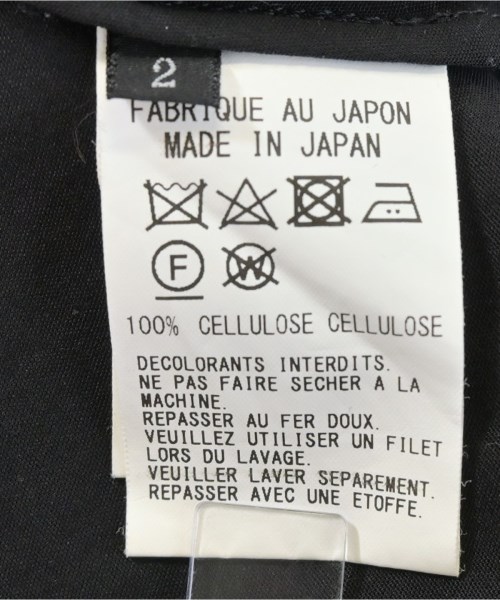 2
FABRIQUE AU JAPON
MADE IN JAPAN
F W
100% CELLULOSE CELLULOSE
DECOLORANTS INTERDITS.
NE PAS FAIRE SECHER A LA
MACHINE.
REPASSER AU FER DOUX.
VEUILLEZ UTILISER UN FILET
LORS DU LAVAGE.
VEUILLER LAVER SEPAREMENT.
REPASSER AVEC UNE ETOFFE.